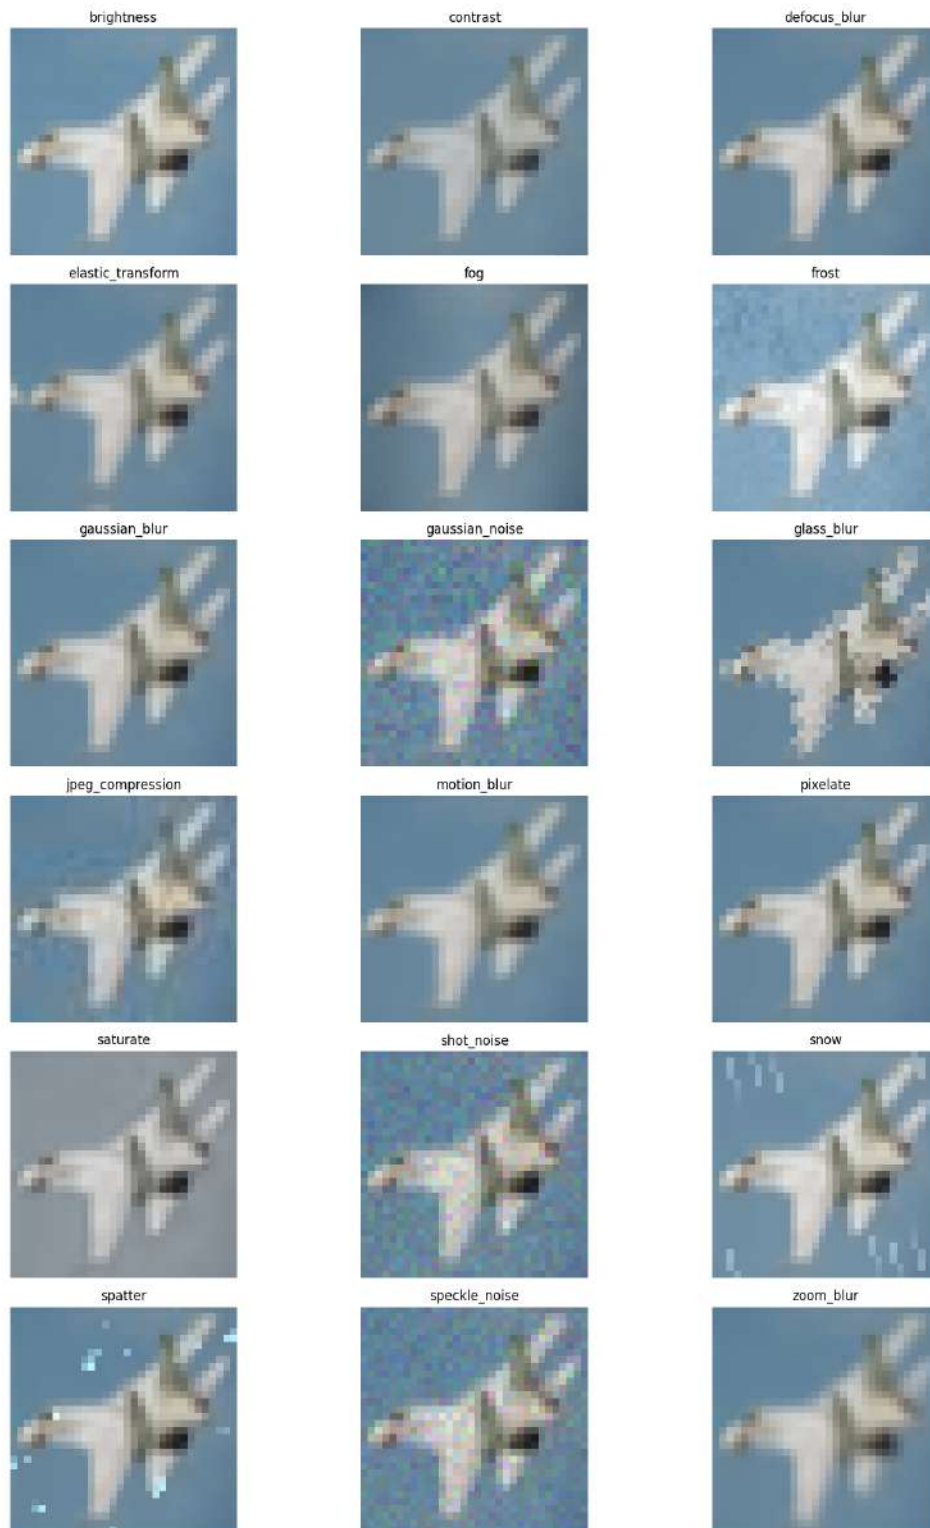 brightness
contrast
defocus_blur
elastic_transform
fog
frost
gaussian_blur
gaussian_noise
glass_blur
jpeg_compression
motion_blur
pixelate
saturate
shot_noise
snow
spatter
speckle_noise
zoom_blur